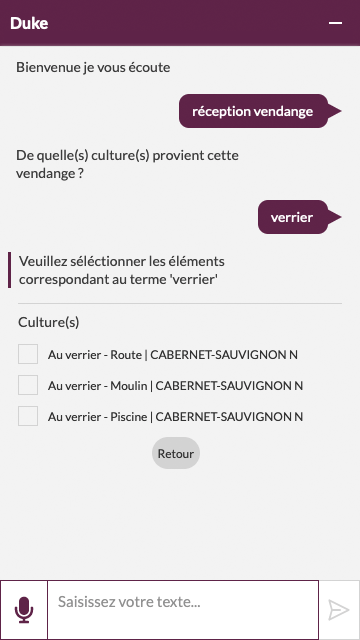 Duke
Bienvenue je vous écoute
réception vendange
De quelle(s) culture(s) provient cette
vendange ?
verrier
Veuillez séléctionner les éléments
correspondant au terme 'verrier'
Culture(s)
Au verrier - Route | CABERNET-SAUVIGNON N
Au verrier - Moulin | CABERNET-SAUVIGNON N
Au verrier - Piscine | CABERNET-SAUVIGNON N
Retour
Saisissez votre texte...